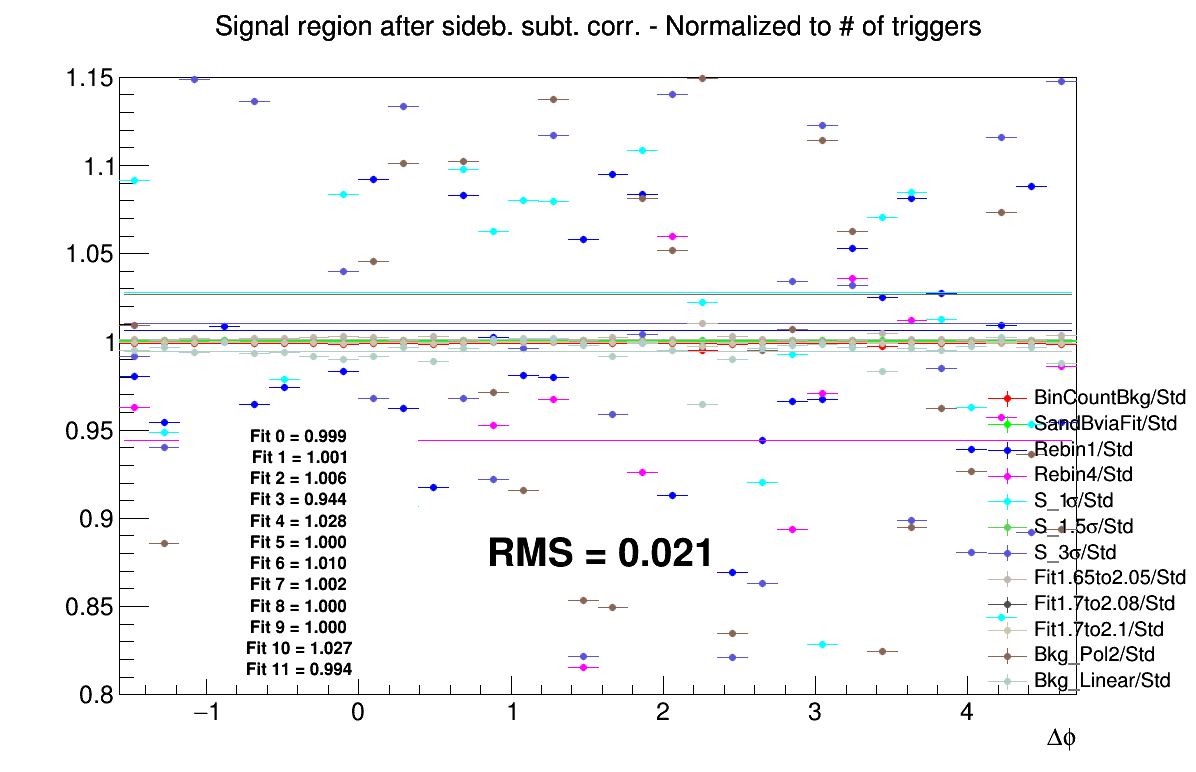 Signal region after sideb. subt. corr. - Normalized to # of triggers
1.15
1.1
1.05
1
0.95
0.9
0.85
0.8
Fit 0 = 0.999
Fit 1 = 1.001
Fit 2 = 1.006
Fit 3 = 0.944
Fit 4 = 1.028
Fit 5 = 1.000
Fit 6 = 1.010
Fit 7 = 1.002
Fit 8 = 1.000
Fit 9 = 1.000
Fit 10 = 1.027
Fit 11 = 0.994
RMS = 0.021
BinCountBkg/Std
SandBviaFit/Std
Rebin1/Std
Rebin4/Std
S_1σ/Std
S_1.5σ/Std
S_3σ/Std
Fit1.65to2.05/Std
Fit1.7to2.08/Std
Fit1.7to2.1/Std
Bkg_Pol2/Std
Bkg_Linear/Std
−1 0 1 2 3 4
Δϕ